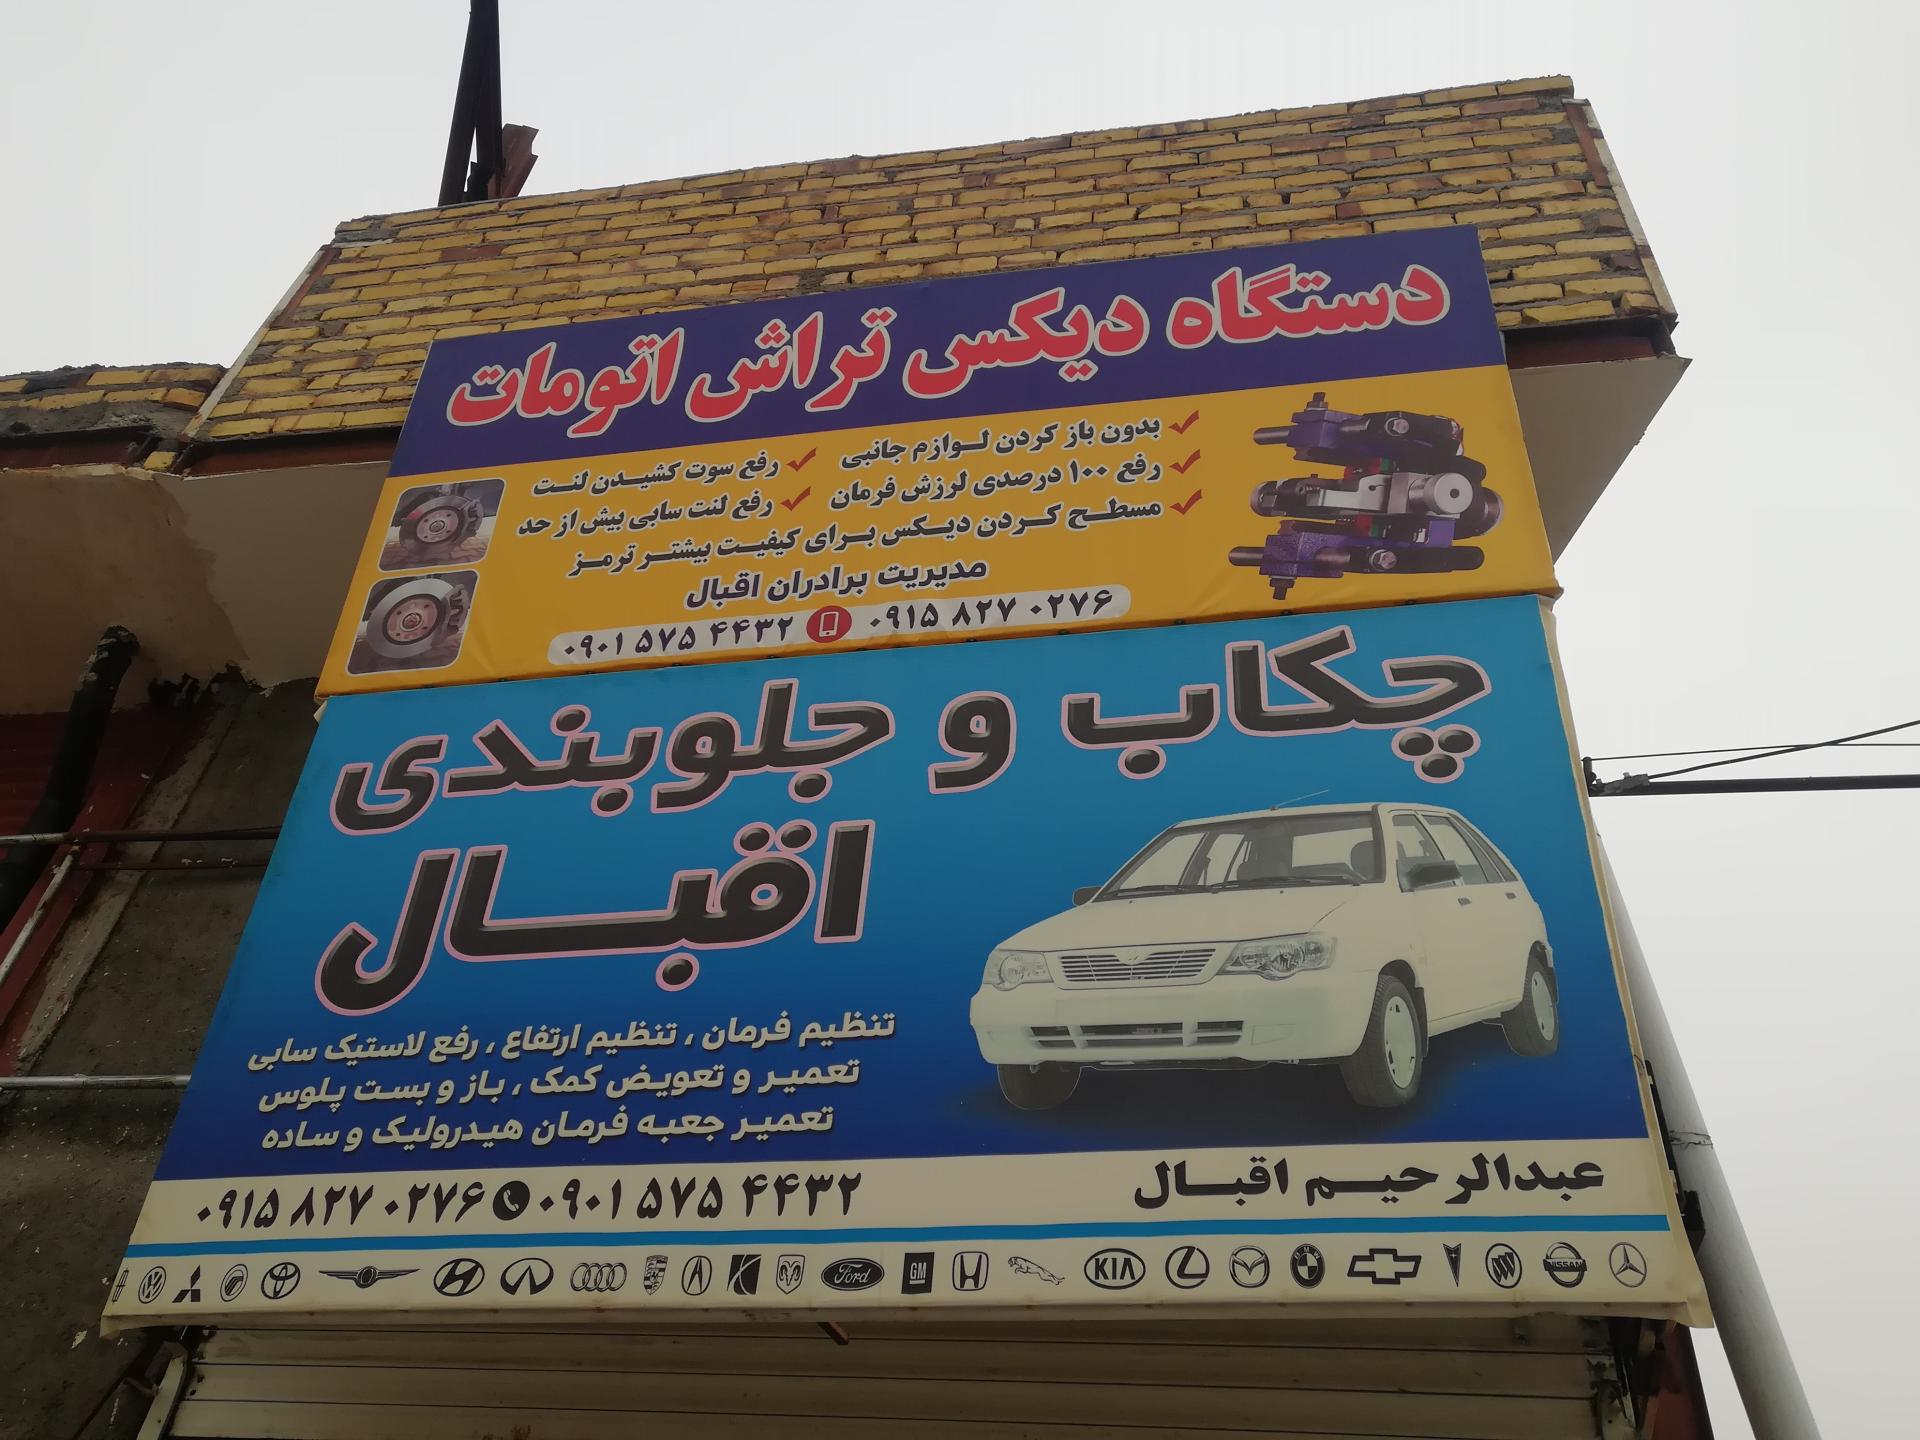 دستگاه دیکس تراش اتومات
بدون باز کردن لوازم جانبی
رفع سوت کشیدن لنت
رفع ۱۰۰ درصدی لرزش فرمان
رفع لنت سابی بیش از حد
مسطح کردن دیکس برای کیفیت بیشتر ترمز
مدیریت برادران اقبال
۰۹۰۱ ۵۷۵ ۴۴۳۲ ۰۹۱۵ ۸۲۷ ۰۲۷۶
چکاب و جلوبندی
اقبال
تنظیم فرمان ، تنظیم ارتفاع ، رفع لاستیک سابی
تعمیر و تعویض کمک ، باز و بست پلوس
تعمیر جعبه فرمان هیدرولیک و ساده
عبدالرحیم اقبال
۰۹۱۵ ۸۲۷ ۰۲۷۶ ۰۹۰۱ ۵۷۵ ۴۴۳۲
Ford GM KIA BMW NISSAN